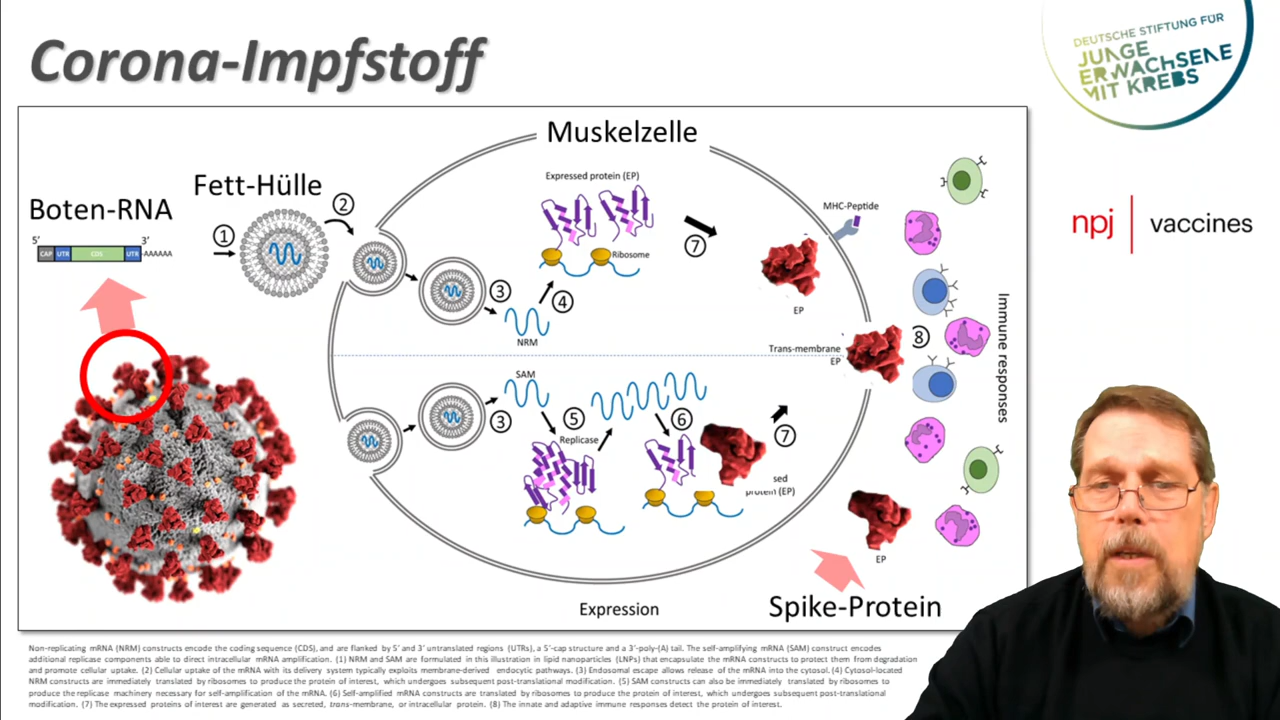 Corona-Impfstoff
DEUTSCHE STIFTUNG FÜR
JUNGE
ERWACHSENE
MIT KREBS
npj | vaccines
Muskelzelle
Fett-Hülle
Boten-RNA
5’
3’
CAP UTR CDS UTR -AAAAAA
1
2
3
NRM
4
Expressed protein (EP)
Ribosome
7
MHC-Peptide
EP
Trans-membrane
EP
8
Immune responses
SAM
3
5
Replicase
6
7
sed
protein (EP)
EP
Spike-Protein
Expression
Non-replicating mRNA (NRM) constructs encode the coding sequence (CDS), and are flanked by 5’ and 3’ untranslated regions (UTRs), a 5’-cap structure and a 3’-poly-(A) tail. The self-amplifying mRNA (SAM) construct encodes
additional replicase components able to direct intracellular mRNA amplification. (1) NRM and SAM are formulated in this illustration in lipid nanoparticles (LNPs) that encapsulate the mRNA constructs to protect them from degradation
and promote cellular uptake. (2) Cellular uptake of the mRNA with its delivery system typically exploits membrane-derived endocytic pathways. (3) Endosomal escape allows release of the mRNA into the cytosol. (4) Cytosol-located
NRM constructs are immediately translated by ribosomes to produce the protein of interest, which undergoes subsequent post-translational modification. (5) SAM constructs can also be immediately translated by ribosomes to
produce the replicase machinery necessary for self-amplification of the mRNA. (6) Self-amplified mRNA constructs are translated by ribosomes to produce the protein of interest, which undergoes subsequent post-translational
modification. (7) The expressed proteins of interest are generated as secreted, trans-membrane, or intracellular protein. (8) The innate and adaptive immune responses detect the protein of interest.